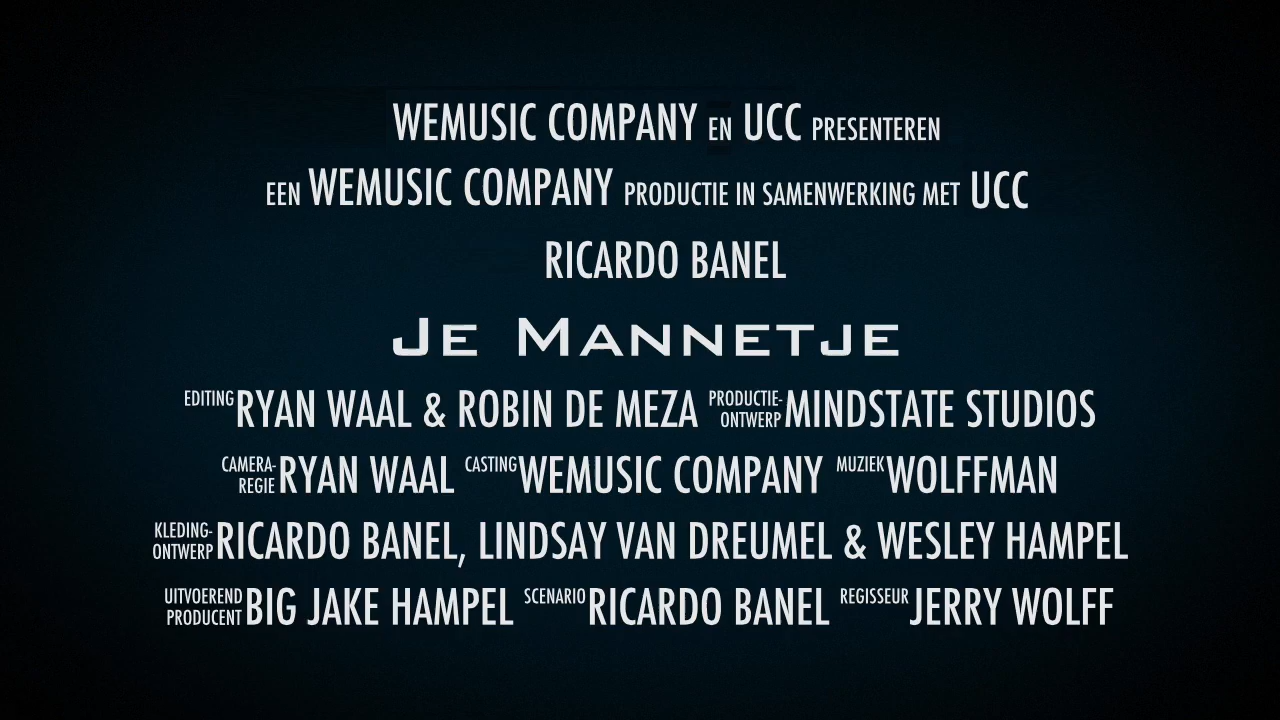 WEMUSIC COMPANY EN UCC PRESENTEREN
EEN WEMUSIC COMPANY PRODUCTIE IN SAMENWERKING MET UCC
RICARDO BANEL
JE MANNETJE
EDITING RYAN WAAL & ROBIN DE MEZA PRODUCTIE-ONTWERP MINDSTATE STUDIOS
CAMERA-REGIE RYAN WAAL CASTING WEMUSIC COMPANY MUZIEK WOLFFMAN
KLEDING-ONTWERP RICARDO BANEL, LINDSAY VAN DREUMEL & WESLEY HAMPEL
UITVOEREND PRODUCENT BIG JAKE HAMPEL SCENARIO RICARDO BANEL REGISSEUR JERRY WOLFF